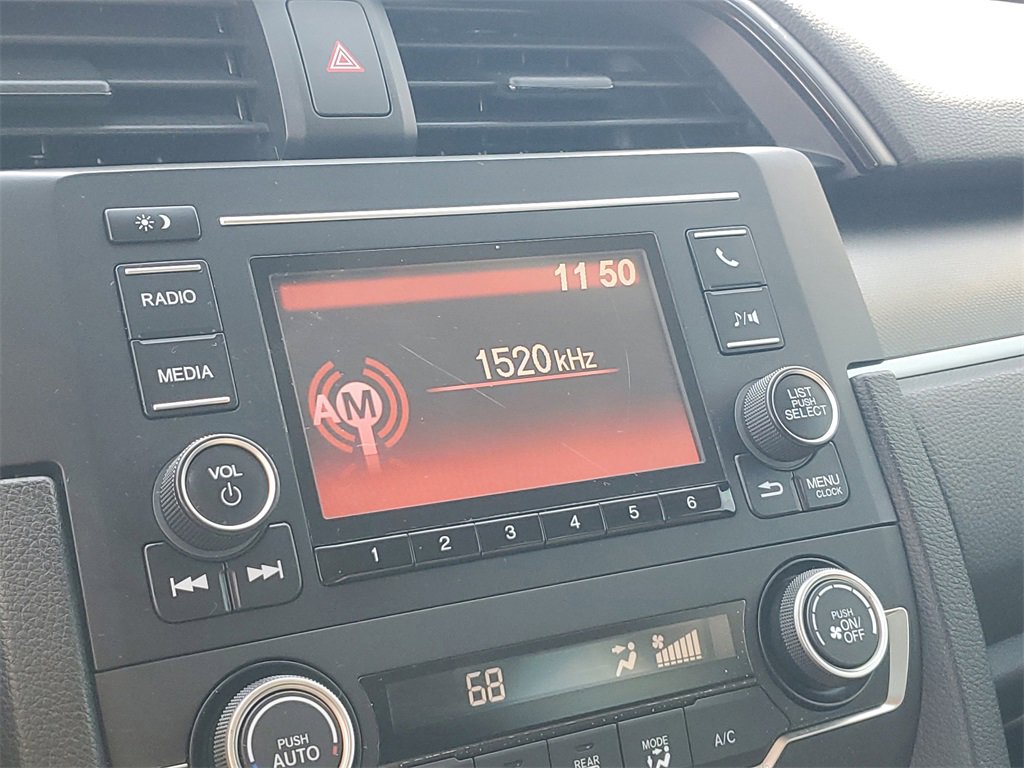 RADIO
MEDIA
VOL
11 50
1520 kHz
AM
LIST
PUSH
SELECT
MENU
CLOCK
1 2 3 4 5 6
68
PUSH
ON/
OFF
PUSH
AUTO
REAR
MODE
A/C